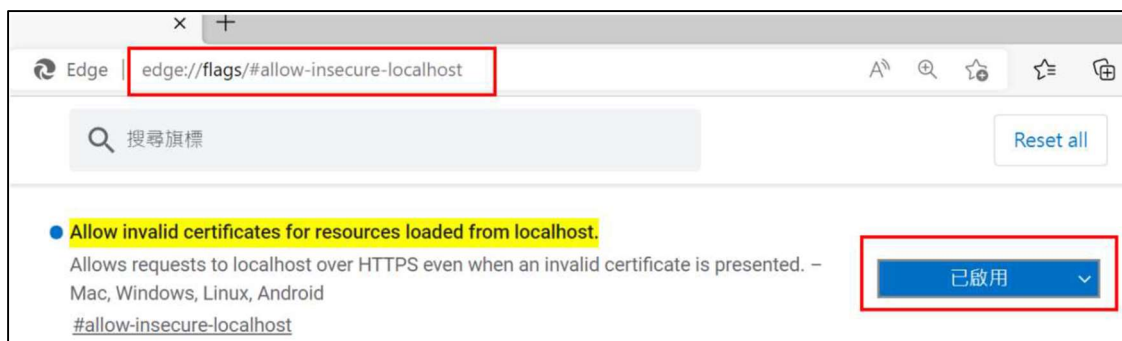 Edge
edge://flags/#allow-insecure-localhost
搜尋旗標
Reset all
Allow invalid certificates for resources loaded from localhost.
Allows requests to localhost over HTTPS even when an invalid certificate is presented. –
Mac, Windows, Linux, Android
#allow-insecure-localhost
已啟用